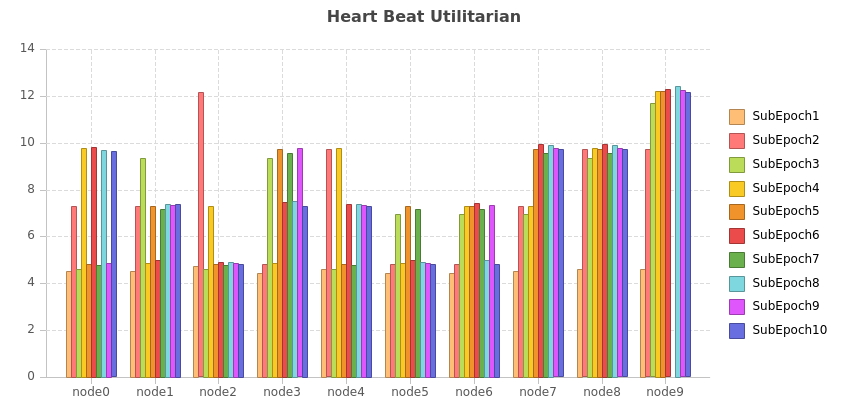 Heart Beat Utilitarian
14
12
10
8
6
4
2
0
node0 node1 node2 node3 node4 node5 node6 node7 node8 node9
SubEpoch1
SubEpoch2
SubEpoch3
SubEpoch4
SubEpoch5
SubEpoch6
SubEpoch7
SubEpoch8
SubEpoch9
SubEpoch10